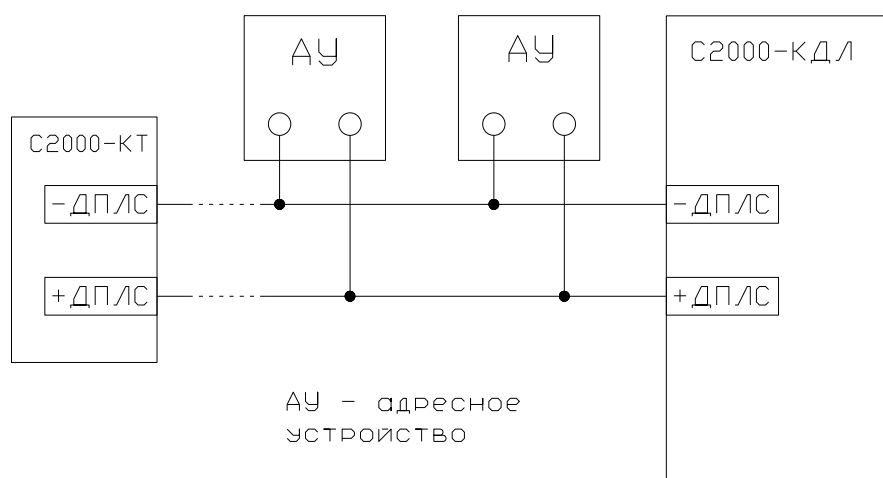 АУ
АУ
С2000-КДЛ
С2000-КТ
-ДПЛС
-ДПЛС
+ДПЛС
+ДПЛС
АУ - адресное
устройство